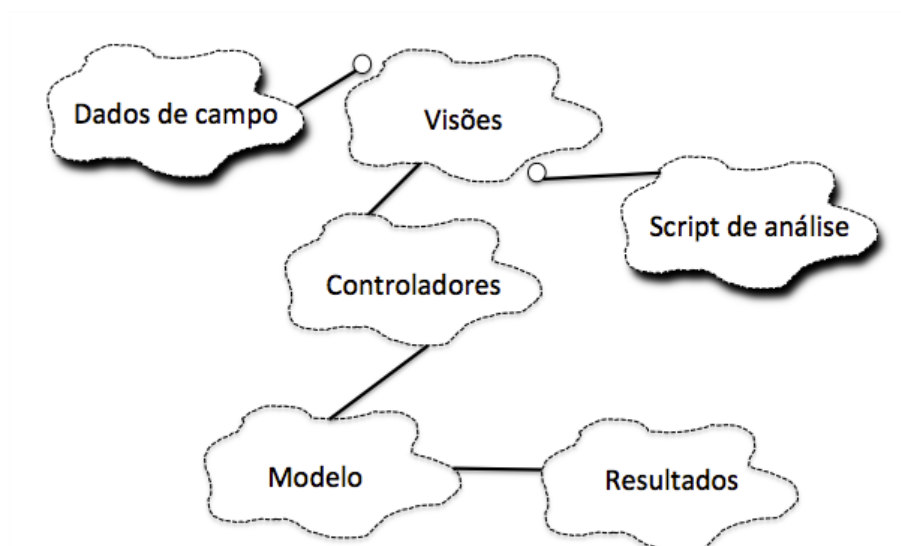 Dados de campo
Visões
Script de análise
Controladores
Modelo
Resultados